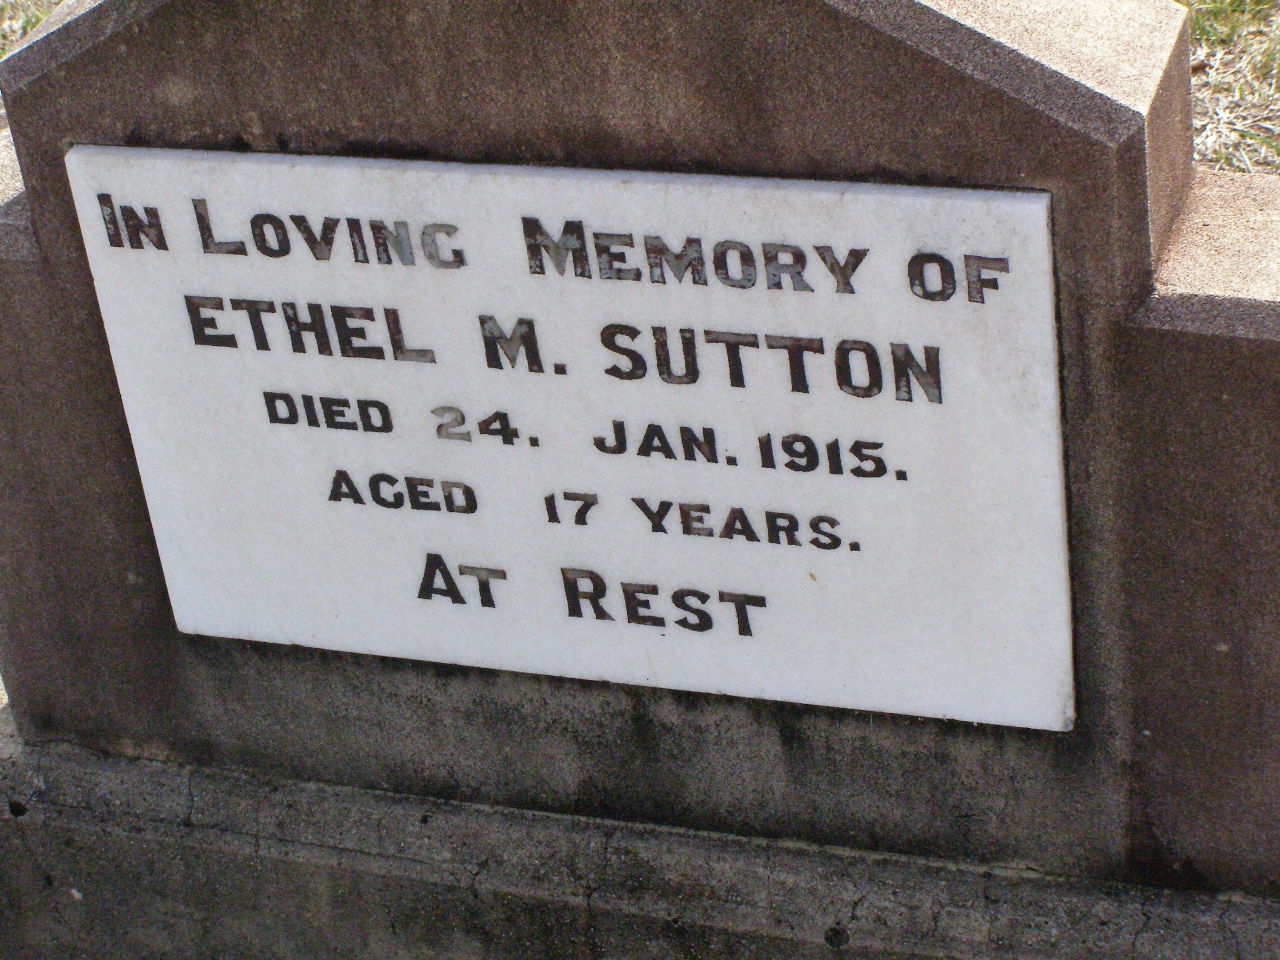 IN LOVING MEMORY OF
ETHEL M. SUTTON
DIED 24. JAN. 1915.
AGED 17 YEARS.
AT REST